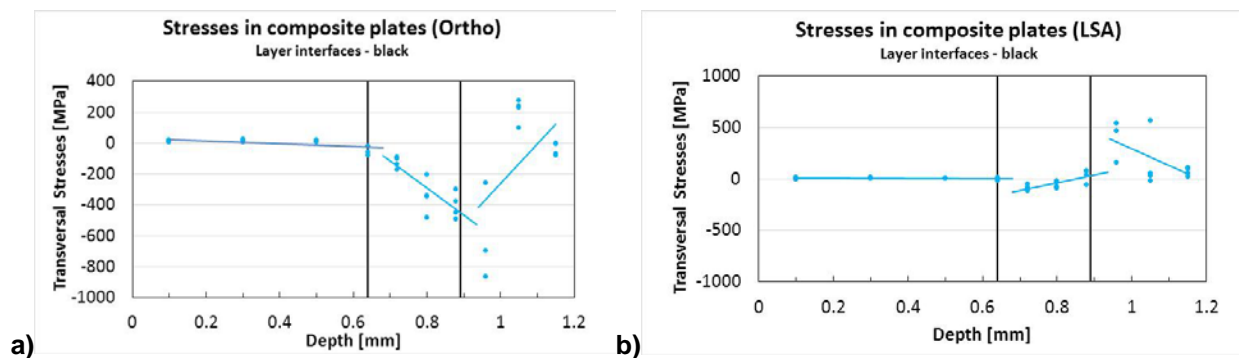 Stresses in composite plates (Ortho)
Layer interfaces - black
Transversal Stresses [MPa]
400
200
0
-200
-400
-600
-800
-1000
0 0.2 0.4 0.6 0.8 1 1.2
Depth [mm]
a)
Stresses in composite plates (LSA)
Layer interfaces - black
Transversal Stresses [MPa]
1000
500
0
-500
-1000
0 0.2 0.4 0.6 0.8 1 1.2
Depth [mm]
b)